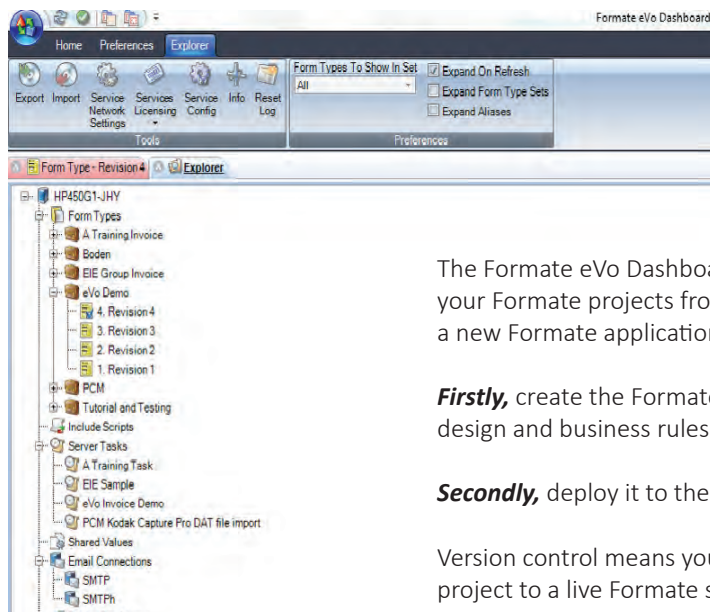 Formate eVo Dashboard
Home Preferences Explorer
Export Import Service Network Settings Services Licensing Service Config Info Reset Log
Tools
Form Types To Show In Set
All
Expand On Refresh
Expand Form Type Sets
Expand Aliases
Preferences
Form Type - Revision 4 Explorer
HP450G1-JHY
Form Types
A Training Invoice
Boden
EIE Group Invoice
eVo Demo
4. Revision 4
3. Revision 3
2. Revision 2
1. Revision 1
PCM
Tutorial and Testing
Include Scripts
Server Tasks
A Training Task
EIE Sample
eVo Invoice Demo
PCM Kodak Capture Pro DAT file import
Shared Values
Email Connections
SMTP
SMTPh
The Formate eVo Dashboa
your Formate projects fro
a new Formate application
Firstly, create the Formate
design and business rules
Secondly, deploy it to the
Version control means you
project to a live Formate s